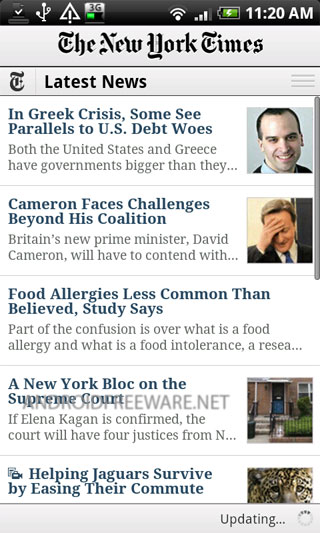 3G
11:20 AM
The New York Times
T
Latest News
In Greek Crisis, Some See
Parallels to U.S. Debt Woes
Both the United States and Greece
have governments bigger than they...
Cameron Faces Challenges
Beyond His Coalition
Britain's new prime minister, David
Cameron, will have to contend with...
Food Allergies Less Common Than
Believed, Study Says
Part of the confusion is over what is a food
allergy and what is a food intolerance, a resea...
A New York Bloc on the
Supreme Court
ANDROIDFREEWARE.NET
If Elena Kagan is confirmed, the
court will have four justices from N...
Helping Jaguars Survive
by Easing Their Commute
Updating...